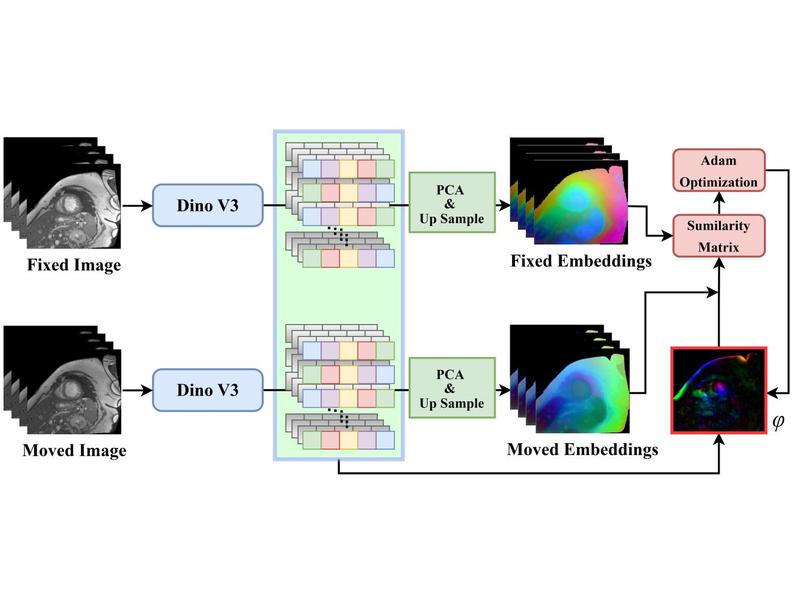 Fixed Image
Dino V3
PCA
&
Up Sample
Fixed Embeddings
Adam
Optimization
Sumilarity
Matrix
Moved Image
Dino V3
PCA
&
Up Sample
Moved Embeddings
φ